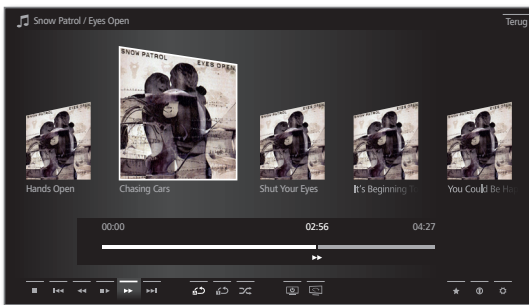 Snow Patrol / Eyes Open
Terug
SNOW PATROL
EYES OPEN
Hands Open
Chasing Cars
Shut Your Eyes
It's Beginning To
You Could Be Ha
00:00
02:56
04:27